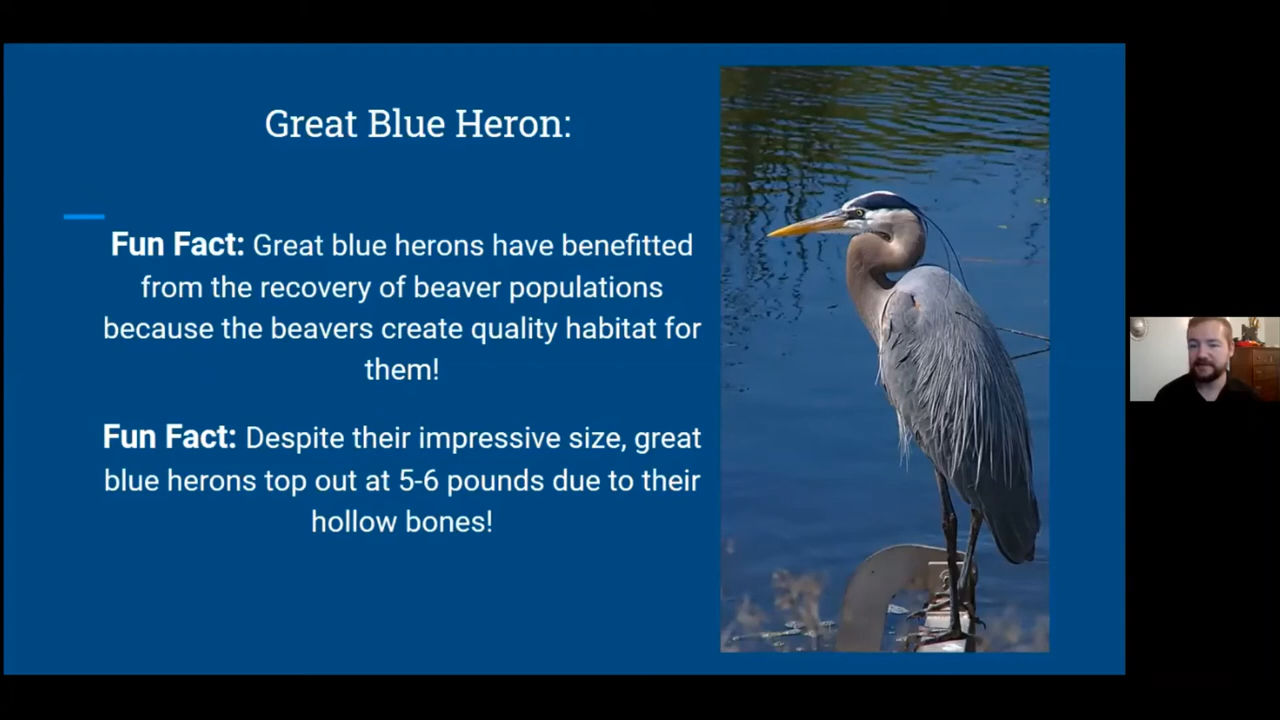 Great Blue Heron:
Fun Fact: Great blue herons have benefitted
from the recovery of beaver populations
because the beavers create quality habitat for
them!
Fun Fact: Despite their impressive size, great
blue herons top out at 5-6 pounds due to their
hollow bones!